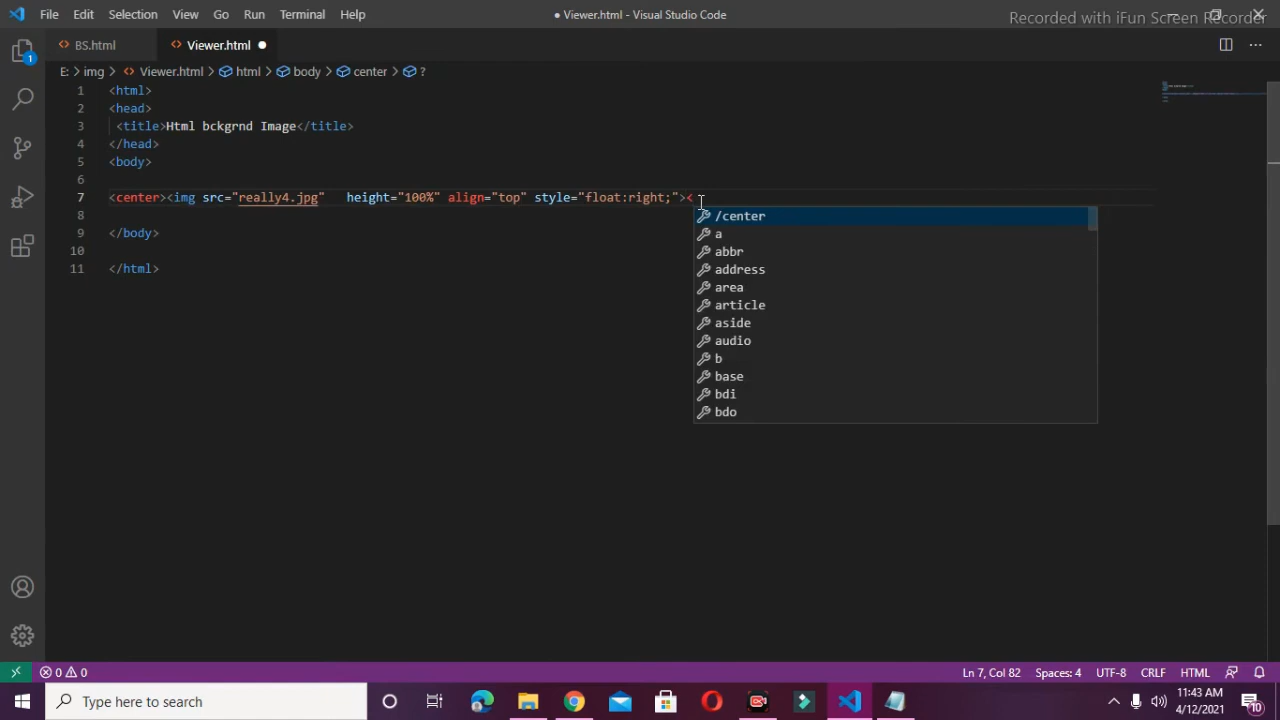 File Edit Selection View Go Run Terminal Help
● Viewer.html - Visual Studio Code
Recorded with iFun Screen Recorder
BS.html
Viewer.html ●
E: > img > Viewer.html > html > body > center > ?
1 <html>
2 <head>
3 <title>Html bckgrnd Image</title>
4 </head>
5 <body>
6
7 <center><img src="really4.jpg"   height="100%" align="top" style="float:right;"><
8
9 </body>
10
11 </html>
/center
a
abbr
address
area
article
aside
audio
b
base
bdi
bdo
1
0 0
Ln 7, Col 82
Spaces: 4
UTF-8
CRLF
HTML
Type here to search
11:43 AM
4/12/2021
10